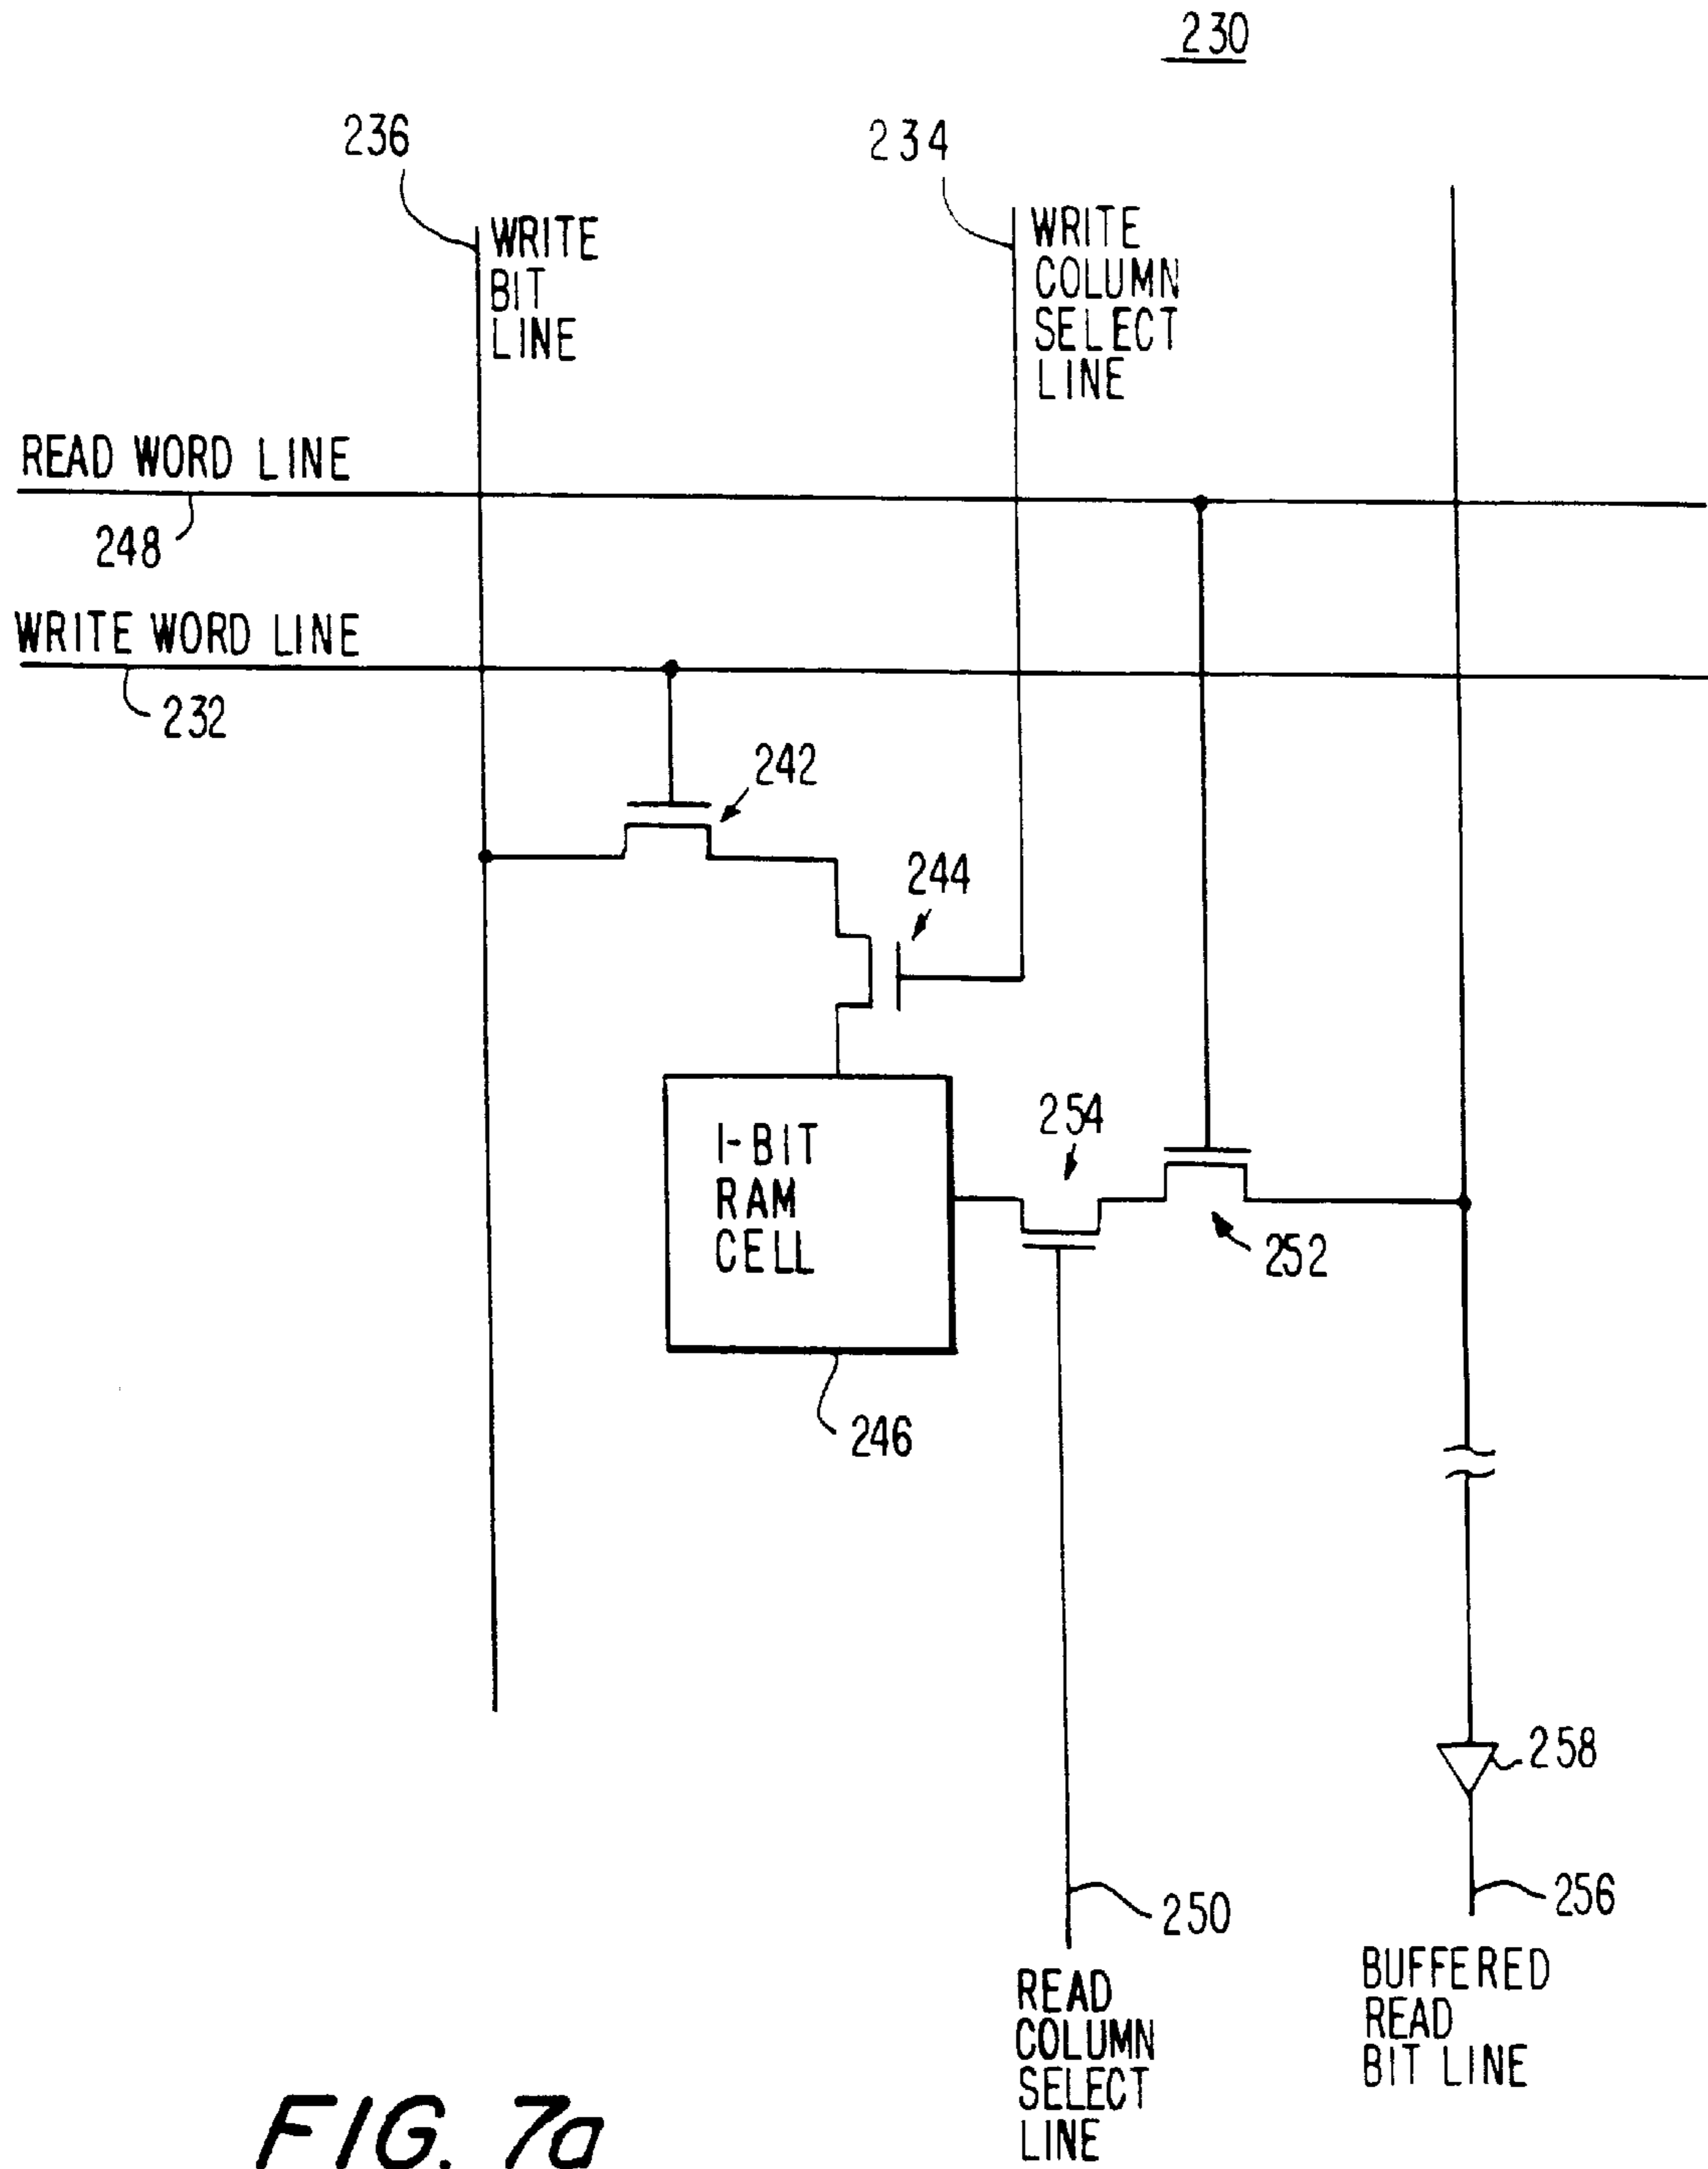 230
236
234
WRITE
BIT
LINE
WRITE
COLUMN
SELECT
LINE
READ WORD LINE
248
WRITE WORD LINE
232
242
244
254
1-BIT
RAM
CELL
252
246
258
256
250
READ
COLUMN
SELECT
LINE
BUFFERED
READ
BIT LINE
FIG. 7a